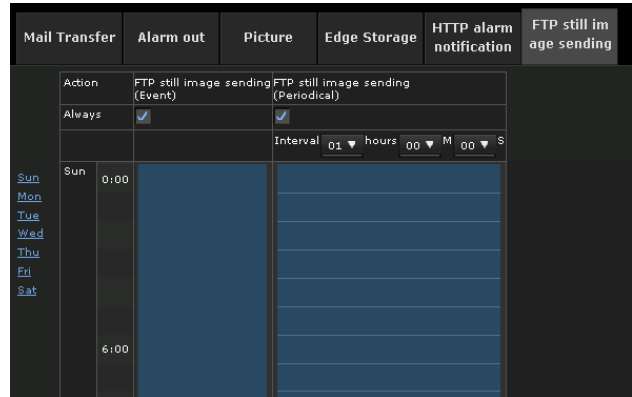 Mail Transfer
Alarm out
Picture
Edge Storage
HTTP alarm
notification
FTP still im
age sending
Action
FTP still image sending
(Event)
FTP still image sending
(Periodical)
Always
Interval 01 ▼ hours 00 ▼ M 00 ▼ S
Sun
Mon
Tue
Wed
Thu
Fri
Sat
Sun
0:00
6:00